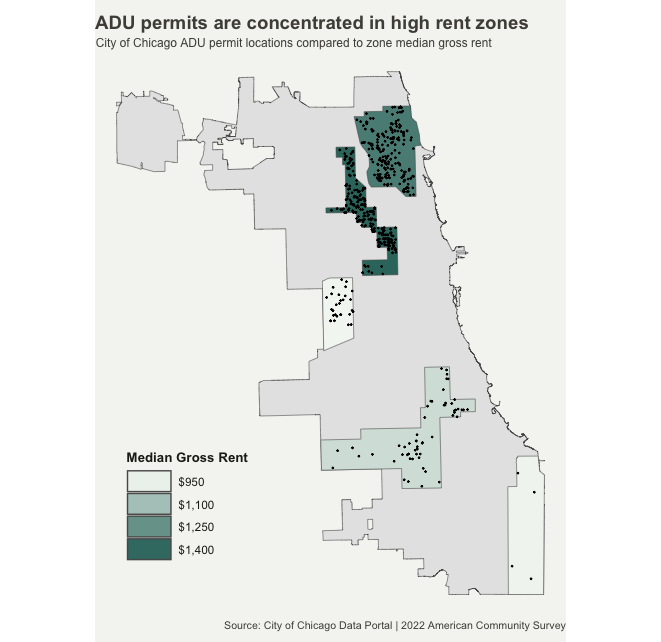 ADU permits are concentrated in high rent zones
City of Chicago ADU permit locations compared to zone median gross rent
Median Gross Rent
$950
$1,100
$1,250
$1,400
Source: City of Chicago Data Portal | 2022 American Community Survey